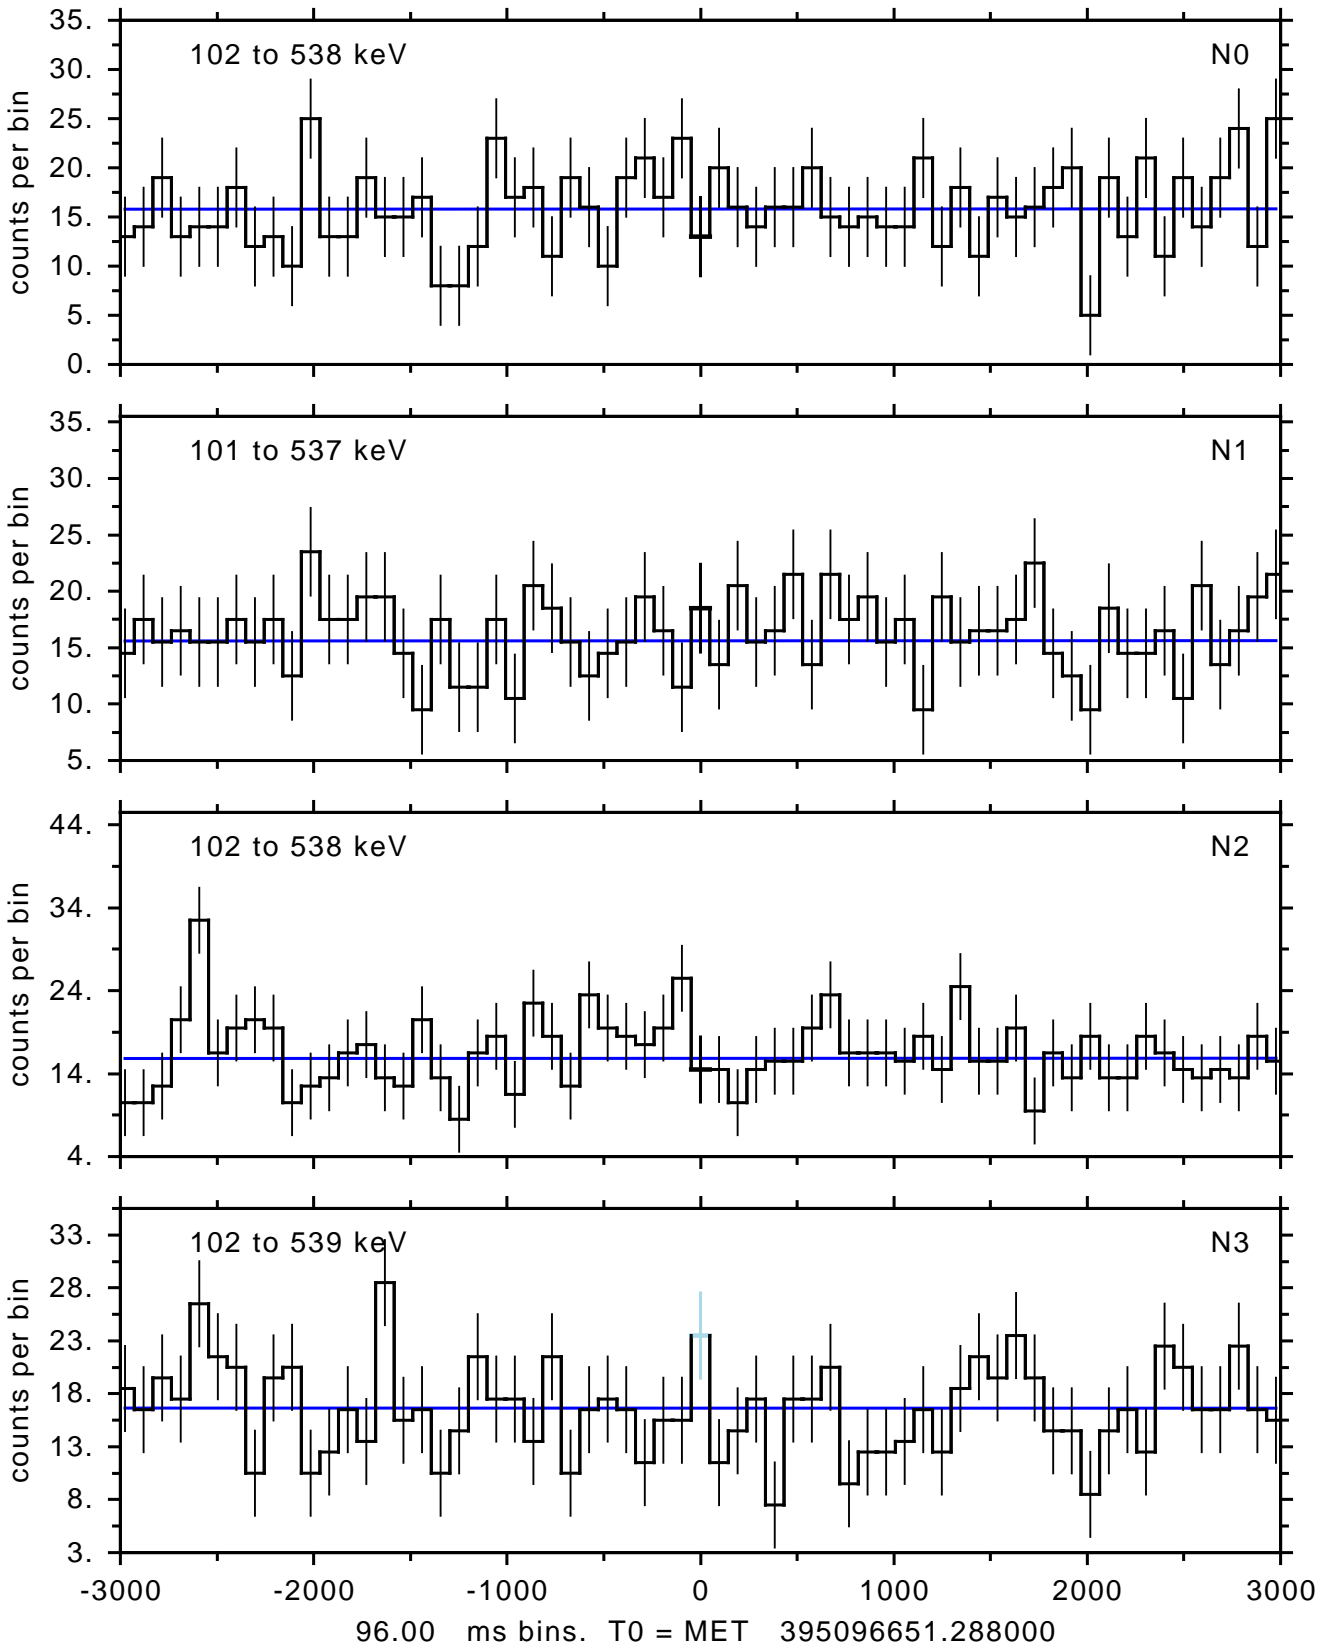 35.
30.
25.
20.
15.
10.
5.
0.
counts per bin
102 to 538 keV N0
35.
30.
25.
20.
15.
10.
5.
counts per bin
101 to 537 keV N1
44.
34.
24.
14.
4.
counts per bin
102 to 538 keV N2
33.
28.
23.
18.
13.
8.
3.
counts per bin
102 to 539 keV N3
-3000 -2000 -1000 0 1000 2000 3000
96.00 ms bins. T0 = MET 395096651.288000